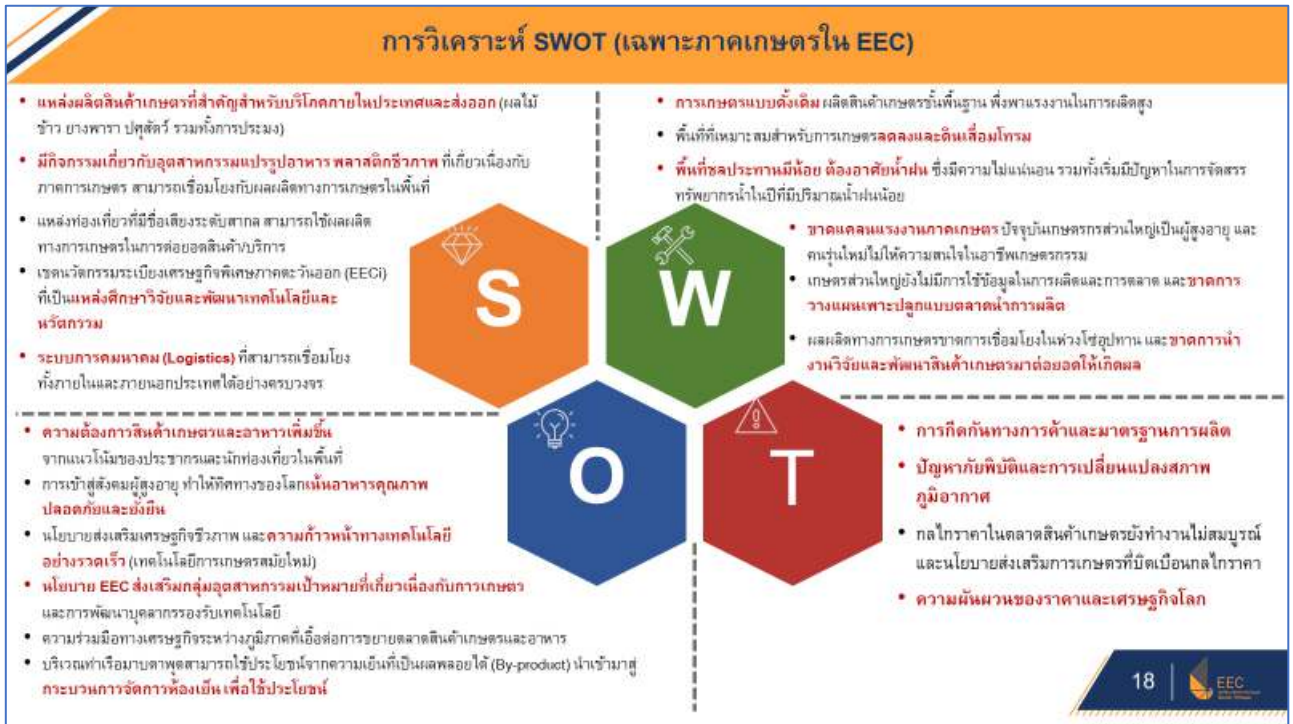 การวิเคราะห์ SWOT (เฉพาะภาคเกษตรใน EEC)
• แหล่งผลิตสินค้าเกษตรที่สำคัญสำหรับบริโภคภายในประเทศและส่งออก (ผลไม้
ข้าว ยางพารา ปศุสัตว์ รวมทั้งการประมง)
• มีกิจกรรมเกี่ยวกับอุตสาหกรรมแปรรูปอาหาร พลาสติกชีวภาพ ที่เกี่ยวเนื่องกับ
ภาคการเกษตร สามารถเชื่อมโยงกับผลผลิตทางการเกษตรในพื้นที่
• แหล่งท่องเที่ยวที่มีชื่อเสียงระดับสากล สามารถใช้ผลผลิต
ทางการเกษตรในการต่อยอดสินค้า/บริการ
• เขตนวัตกรรมระเบียงเศรษฐกิจพิเศษภาคตะวันออก (EECi)
ที่เป็นแหล่งศึกษาวิจัยและพัฒนาเทคโนโลยีและ
นวัตกรรม
• ระบบการคมนาคม (Logistics) ที่สามารถเชื่อมโยง
ทั้งภายในและภายนอกประเทศได้อย่างครบวงจร
S
• การเกษตรแบบดั้งเดิม ผลิตสินค้าเกษตรขั้นพื้นฐาน พึ่งพาแรงงานในการผลิตสูง
• พื้นที่ที่เหมาะสมสำหรับการเกษตรลดลงและดินเสื่อมโทรม
• พื้นที่ชลประทานมีน้อย ต้องอาศัยน้ำฝน ซึ่งมีความไม่แน่นอน รวมทั้งเริ่มมีปัญหาในการจัดสรร
ทรัพยากรน้ำในปีที่มีปริมาณน้ำฝนน้อย
• ขาดแคลนแรงงานภาคเกษตร ปัจจุบันเกษตรกรส่วนใหญ่เป็นผู้สูงอายุ และ
คนรุ่นใหม่ไม่ให้ความสนใจในอาชีพเกษตรกรรม
• เกษตรส่วนใหญ่ยังไม่มีการใช้ข้อมูลในการผลิตและการตลาด และขาดการ
วางแผนเพาะปลูกแบบตลาดนำการผลิต
• ผลผลิตทางการเกษตรขาดการเชื่อมโยงในห่วงโซ่อุปทาน และขาดการนำ
งานวิจัยและพัฒนาสินค้าเกษตรมาต่อยอดให้เกิดผล
W
• ความต้องการสินค้าเกษตรและอาหารเพิ่มขึ้น
จากแนวโน้มของประชากรและนักท่องเที่ยวในพื้นที่
• การเข้าสู่สังคมผู้สูงอายุ ทำให้ทิศทางของโลกเน้นอาหารคุณภาพ
ปลอดภัยและยั่งยืน
• นโยบายส่งเสริมเศรษฐกิจชีวภาพ และความก้าวหน้าทางเทคโนโลยี
อย่างรวดเร็ว (เทคโนโลยีการเกษตรสมัยใหม่)
• นโยบาย EEC ส่งเสริมกลุ่มอุตสาหกรรมเป้าหมายที่เกี่ยวเนื่องกับการเกษตร
และการพัฒนาบุคลากรรองรับเทคโนโลยี
• ความร่วมมือทางเศรษฐกิจระหว่างภูมิภาคที่เอื้อต่อการขยายตลาดสินค้าเกษตรและอาหาร
• บริเวณท่าเรือมาบตาพุดสามารถใช้ประโยชน์จากความเย็นที่เป็นผลพลอยได้ (By-product) นำเข้ามาสู่
กระบวนการจัดการห้องเย็น เพื่อใช้ประโยชน์
O
T
• การกีดกันทางการค้าและมาตรฐานการผลิต
• ปัญหาภัยพิบัติและการเปลี่ยนแปลงสภาพ
ภูมิอากาศ
• กลไกราคาในตลาดสินค้าเกษตรยังทำงานไม่สมบูรณ์
และนโยบายส่งเสริมการเกษตรที่บิดเบือนกลไกราคา
• ความผันผวนของราคาและเศรษฐกิจโลก
18
EEC